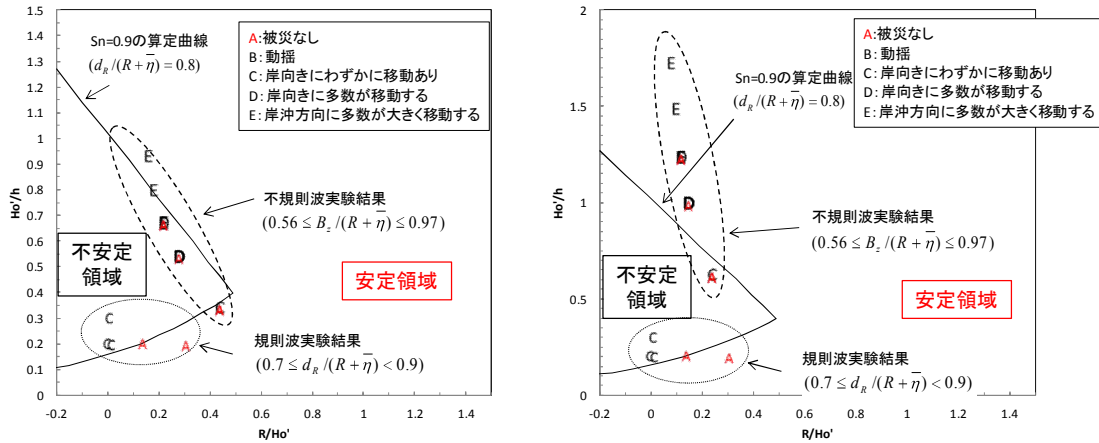 1.5
1.4
1.3
1.2
1.1
1
0.9
0.8
0.7
0.6
0.5
0.4
0.3
0.2
0.1
0
Ho'/h
Sn=0.9の算定曲線
(d_R/(R+η̅)=0.8)
A:被災なし
B:動揺
C:岸向きにわずかに移動あり
D:岸向きに多数が移動する
E:岸沖方向に多数が大きく移動する
E
E
D
A
D
A
C
A
C
C
C
A
A
不規則波実験結果
(0.56≤B_z/(R+η̅)≤0.97)
不安定
領域
安定領域
規則波実験結果
(0.7≤d_R/(R+η̅)<0.9)
-0.2 0 0.2 0.4 0.6 0.8 1 1.2 1.4
R/Ho'
2
1.5
1
0.5
0
Ho'/h
Sn=0.9の算定曲線
(d_R/(R+η̅)=0.8)
A:被災なし
B:動揺
C:岸向きにわずかに移動あり
D:岸向きに多数が移動する
E:岸沖方向に多数が大きく移動する
E
E
D
A
D
A
C
A
C
C
C
A
A
不規則波実験結果
(0.56≤B_z/(R+η̅)≤0.97)
不安定
領域
安定領域
規則波実験結果
(0.7≤d_R/(R+η̅)<0.9)
-0.2 0 0.2 0.4 0.6 0.8 1 1.2 1.4
R/Ho'